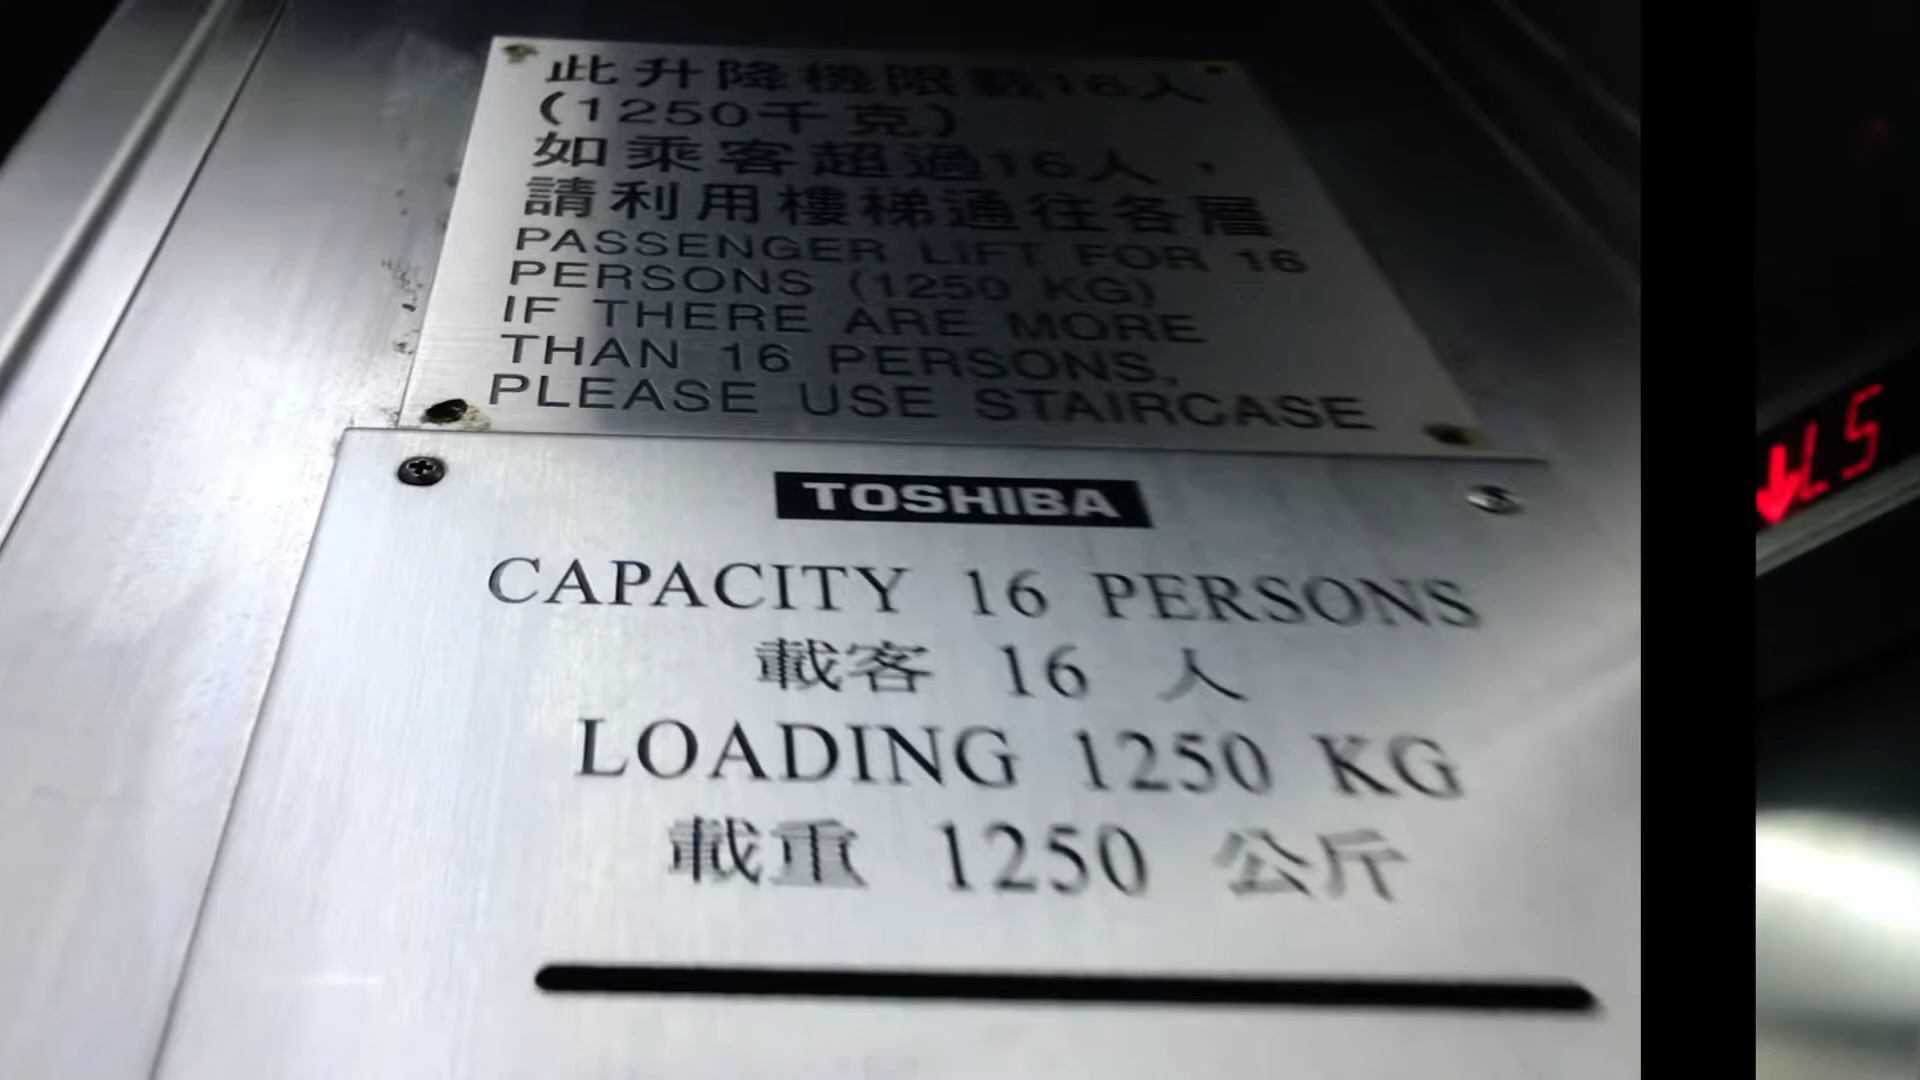 此升降機限載16人
(1250千克)
如乘客超過16人，
請利用樓梯通往各層
PASSENGER LIFT FOR 16
PERSONS (1250 KG)
IF THERE ARE MORE
THAN 16 PERSONS,
PLEASE USE STAIRCASE
TOSHIBA
CAPACITY 16 PERSONS
載客 16 人
LOADING 1250 KG
載重 1250 公斤